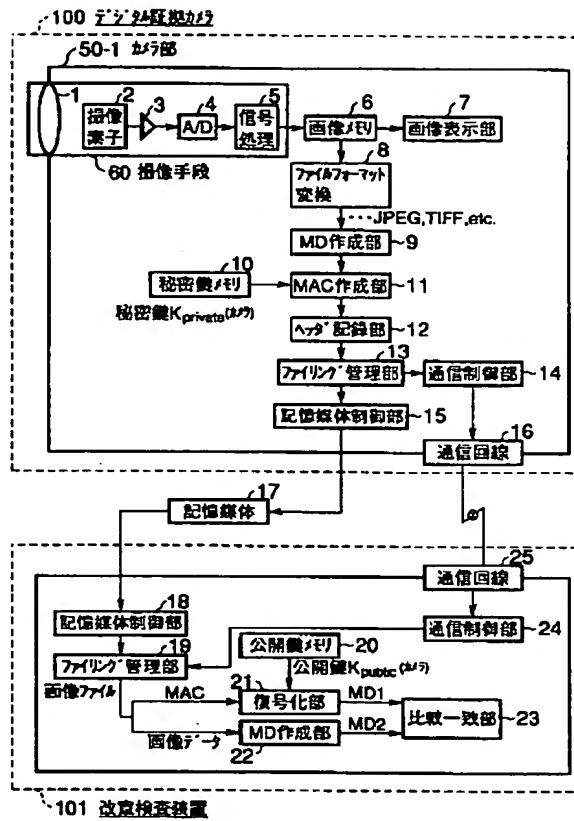 100 デジタル証拠カメラ
50-1 カメラ部
1
2
3
4
5
6
7
撮像素子
A/D
信号処理
画像メモリ
画像表示部
60 撮像手段
8
ファイルフォーマット変換
…JPEG,TIFF,etc.
MD作成部
9
10
秘密鍵メモリ
MAC作成部
11
秘密鍵Kprivate(カメラ)
ヘッダ記録部
12
13
ファイリング管理部
通信制御部
14
記憶媒体制御部
15
16
通信回線
17
記憶媒体
25
通信回線
18
記憶媒体制御部
公開鍵メモリ
20
通信制御部
24
19
ファイリング管理部
公開鍵Kpublic(カメラ)
画像ファイル
MAC
21
復号化部
MD1
比較一致部
23
画像データ
MD作成部
MD2
22
101 改竄検査装置